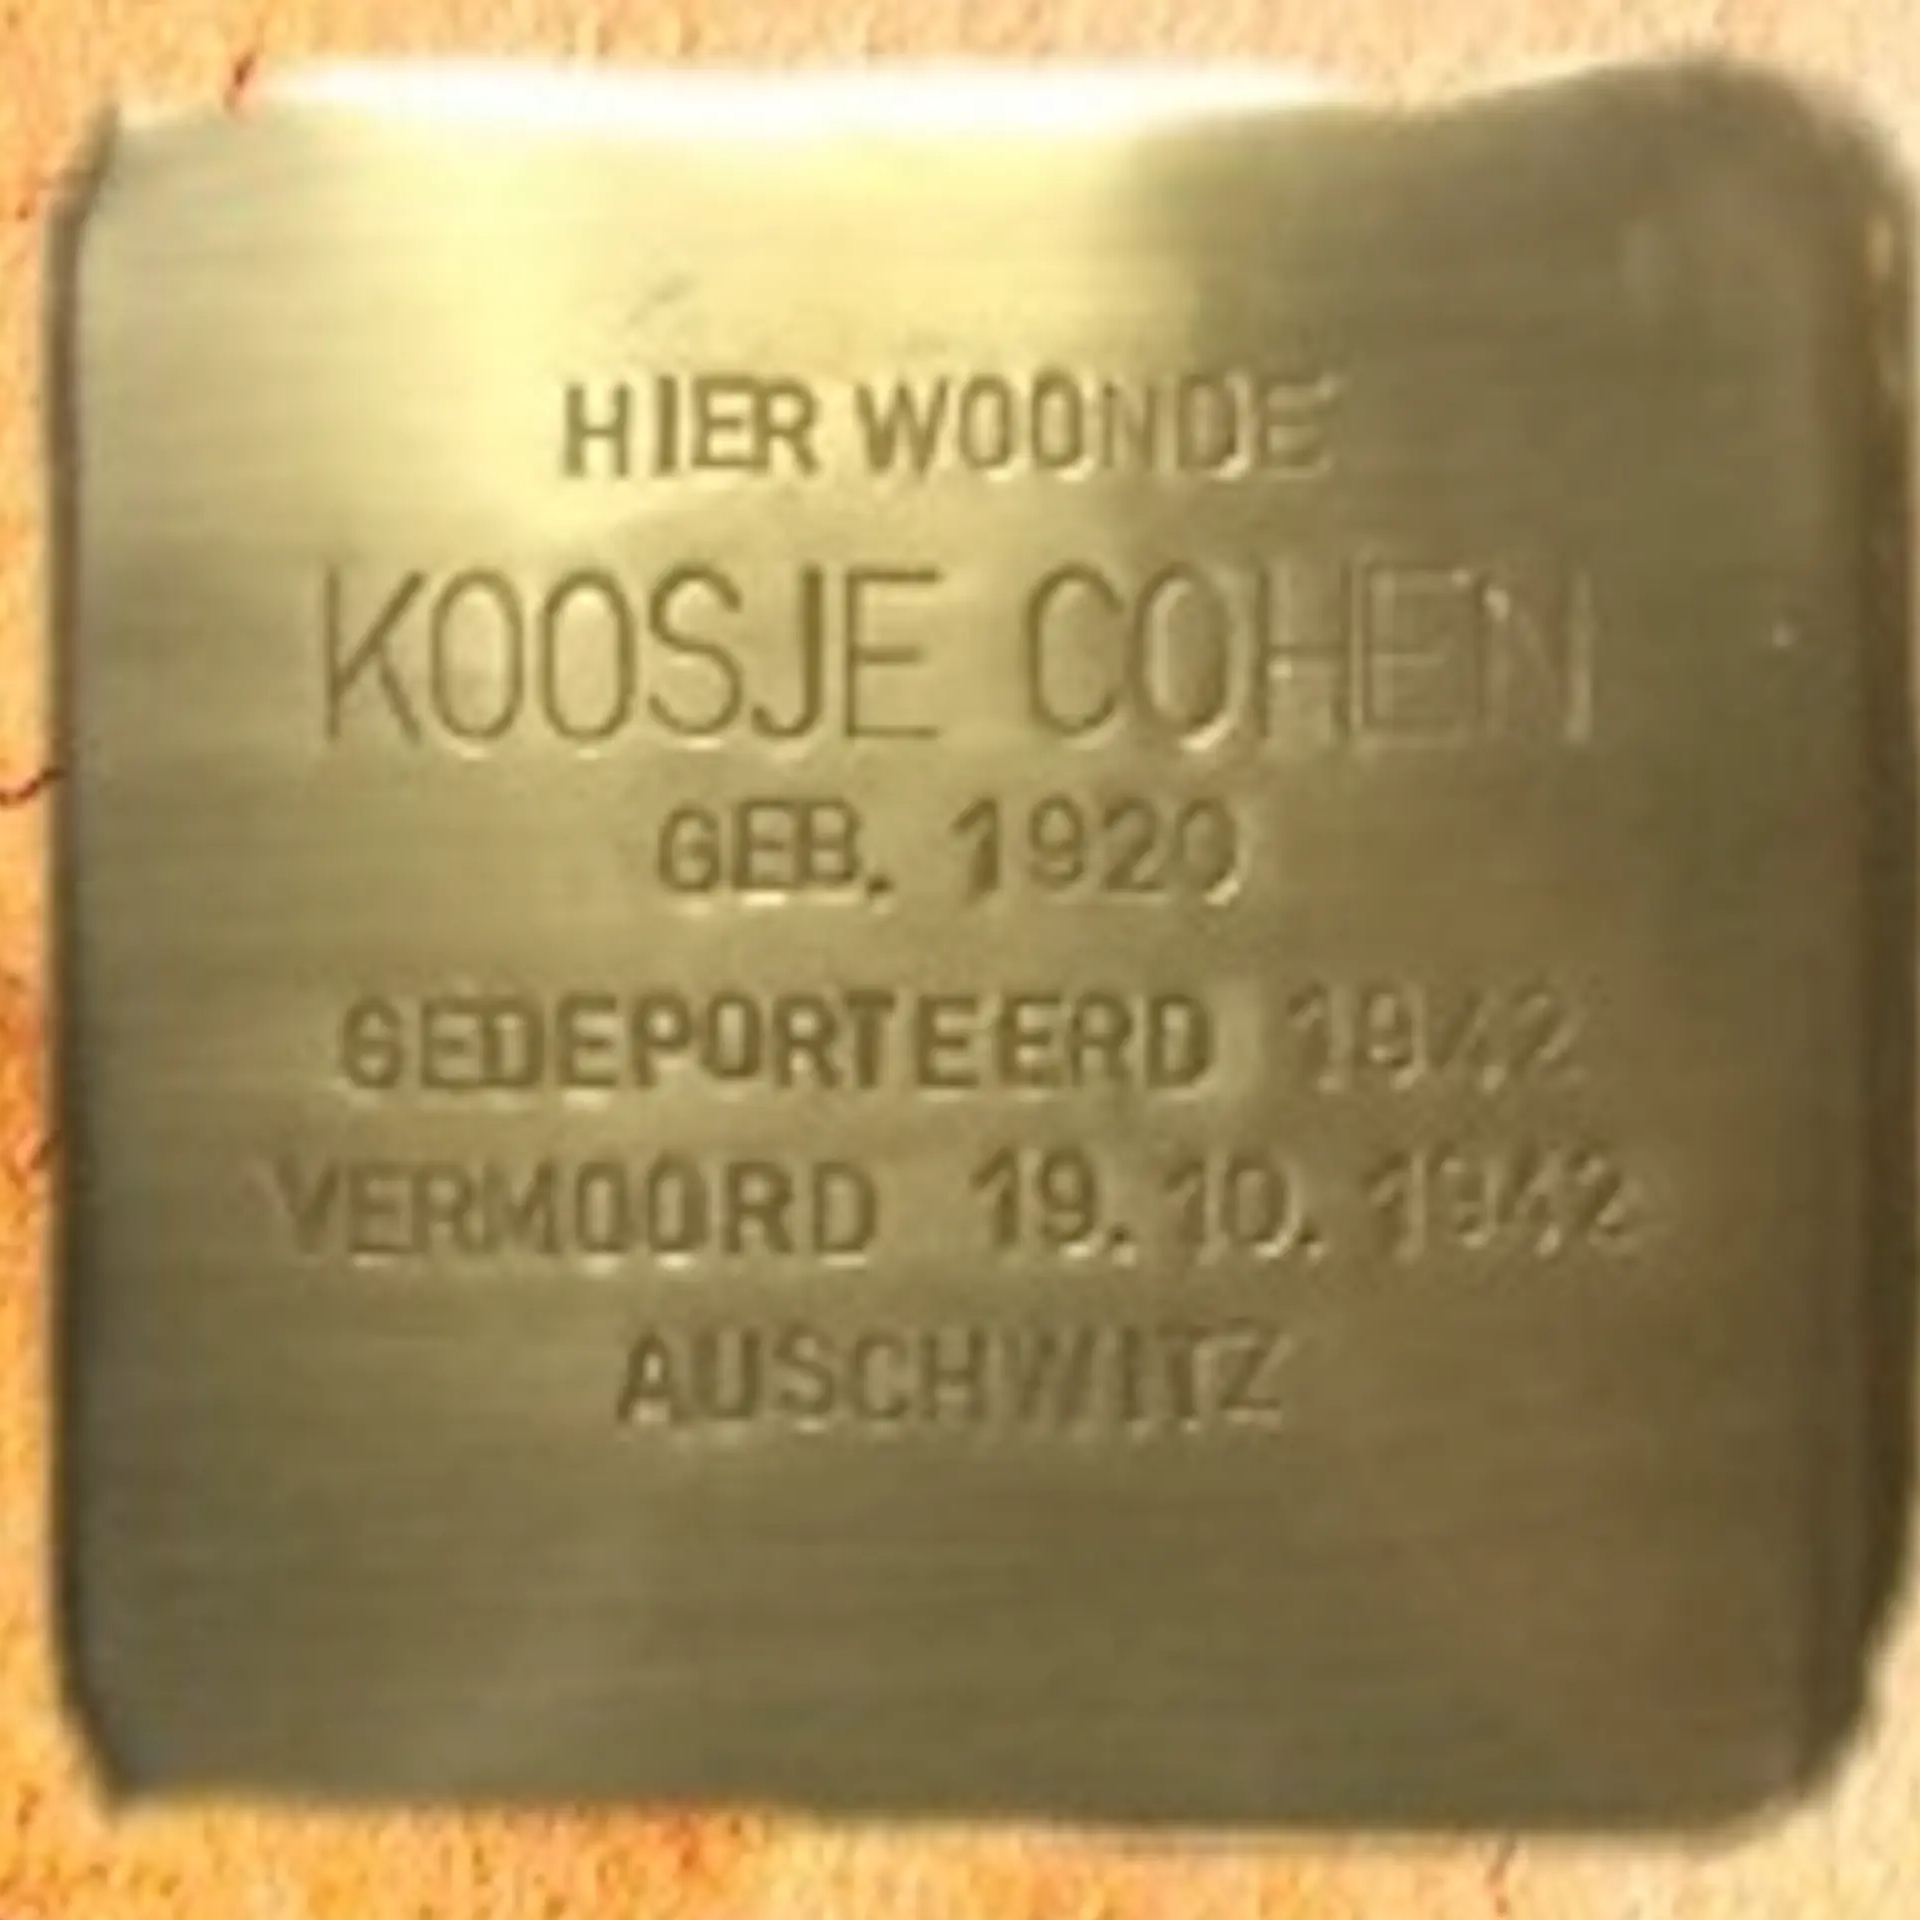 HIER WOONDE
KOOSJE COHEN
GEB. 1920
GEDEPORTEERD 1942
VERMOORD 19.10.1942
AUSCHWITZ